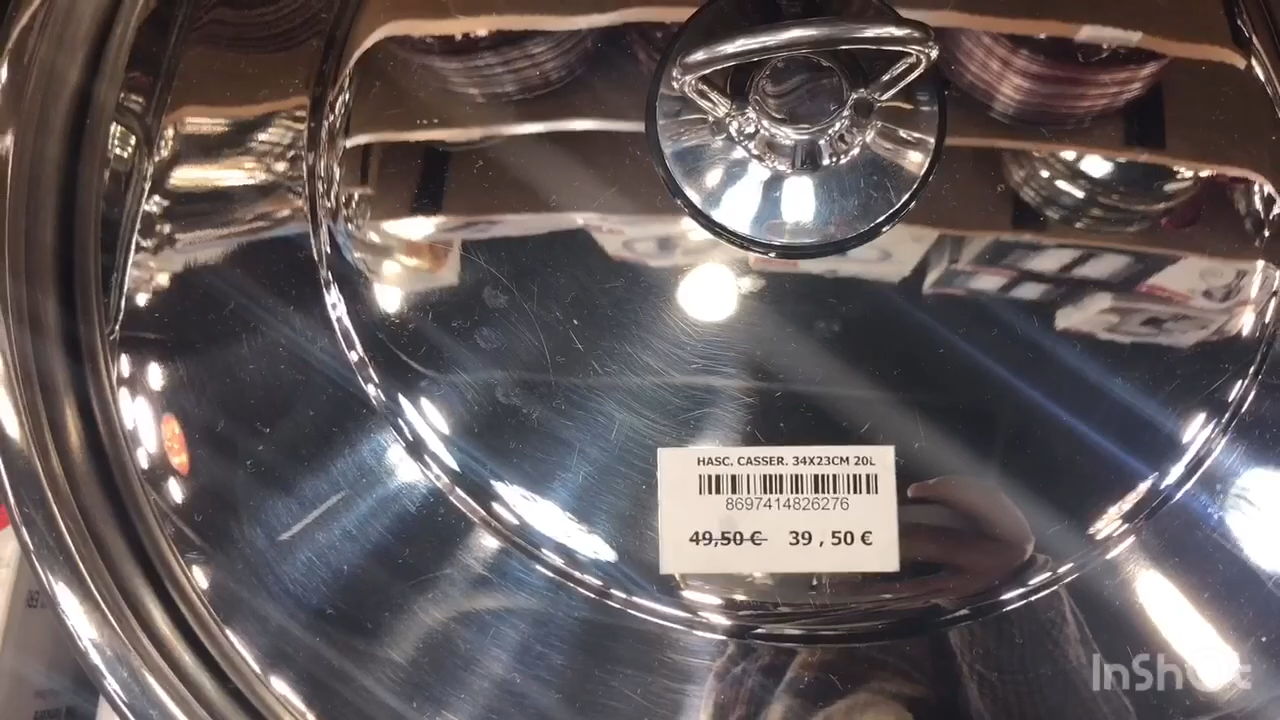 HASC. CASSER. 34X23CM 20L
8697414826276
49,50 € 39 , 50 €
InShOt